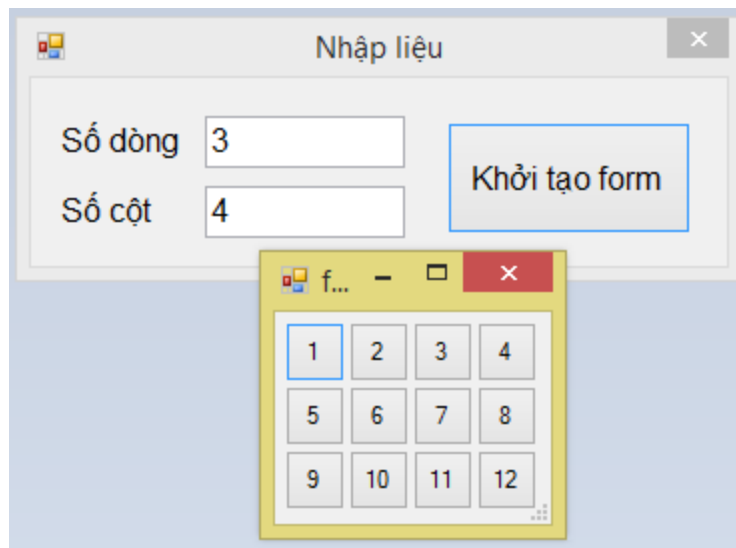 Nhập liệu
Số dòng 3
Khởi tạo form
Số cột 4
f...
1 2 3 4
5 6 7 8
9 10 11 12